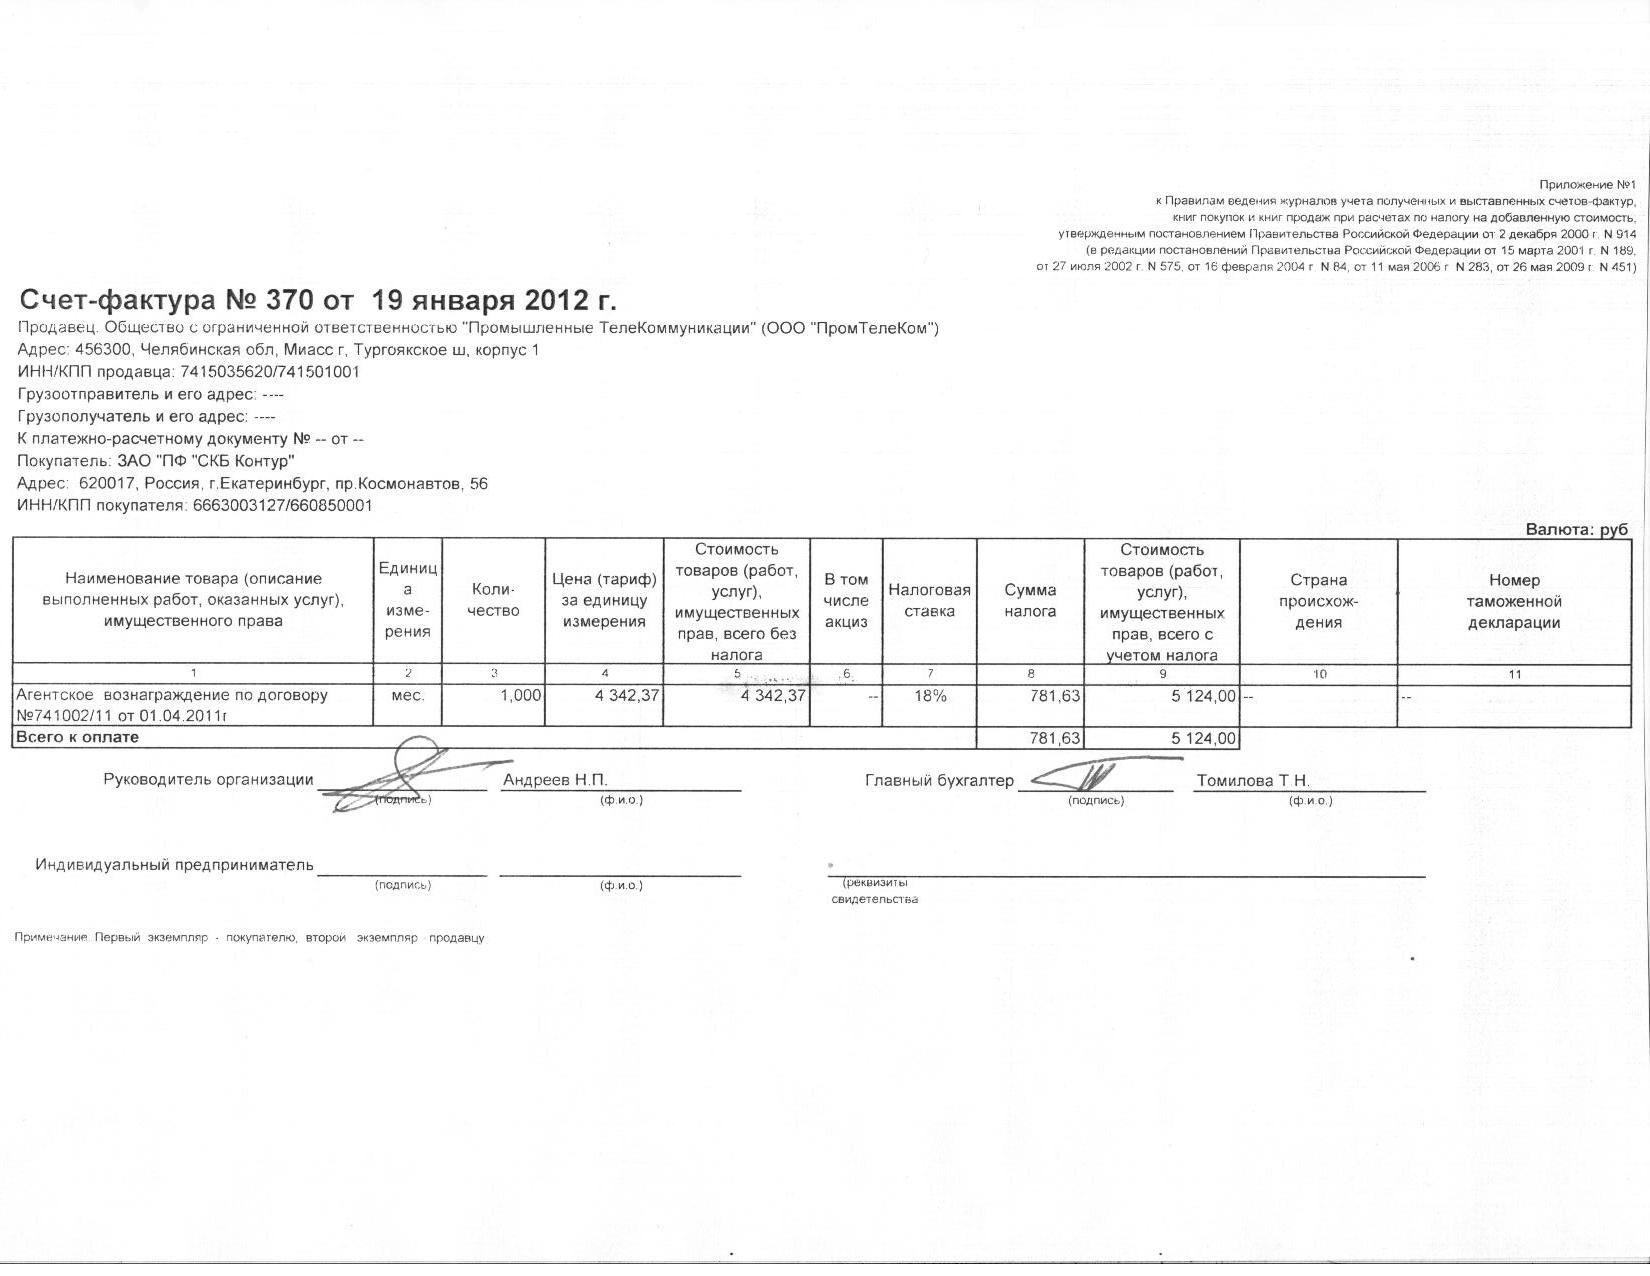 Приложение №1
к Правилам ведения журналов учета полученных и выставленных счетов-фактур,
книг покупок и книг продаж при расчетах по налогу на добавленную стоимость,
утвержденным постановлением Правительства Российской Федерации от 2 декабря 2000 г. N 914
(в редакции постановлений Правительства Российской Федерации от 15 марта 2001 г. N 189,
от 27 июля 2002 г. N 575, от 16 февраля 2004 г. N 84, от 11 мая 2006 г. N 283, от 26 мая 2009 г. N 451)
Счет-фактура № 370 от 19 января 2012 г.
Продавец. Общество с ограниченной ответственностью "Промышленные ТелеКоммуникации" (ООО "ПромТелеКом")
Адрес: 456300, Челябинская обл, Миасс г, Тургоякское ш, корпус 1
ИНН/КПП продавца: 7415035620/741501001
Грузоотправитель и его адрес: ----
Грузополучатель и его адрес: ----
К платежно-расчетному документу № -- от --
Покупатель: ЗАО "ПФ "СКБ Контур"
Адрес: 620017, Россия, г.Екатеринбург, пр.Космонавтов, 56
ИНН/КПП покупателя: 6663003127/660850001
Валюта: руб
Наименование товара (описание
выполненных работ, оказанных услуг),
имущественного права
Единиц
а
изме-
рения
Коли-
чество
Цена (тариф)
за единицу
измерения
Стоимость
товаров (работ,
услуг),
имущественных
прав, всего без
налога
В том
числе
акциз
Налоговая
ставка
Сумма
налога
Стоимость
товаров (работ,
услуг),
имущественных
прав, всего с
учетом налога
Страна
происхож-
дения
Номер
таможенной
декларации
1 2 3 4 5 6 7 8 9 10 11
Агентское вознаграждение по договору
№741002/11 от 01.04.2011г
мес. 1,000 4 342,37 4 342,37 -- 18% 781,63 5 124,00 -- --
Всего к оплате 781,63 5 124,00
Руководитель организации Андреев Н.П. Главный бухгалтер Томилова Т.Н.
(подпись) (ф.и.о.) (подпись) (ф.и.о.)
Индивидуальный предприниматель
(подпись) (ф.и.о.) (реквизиты
свидетельства
Примечание. Первый экземпляр - покупателю, второй экземпляр - продавцу